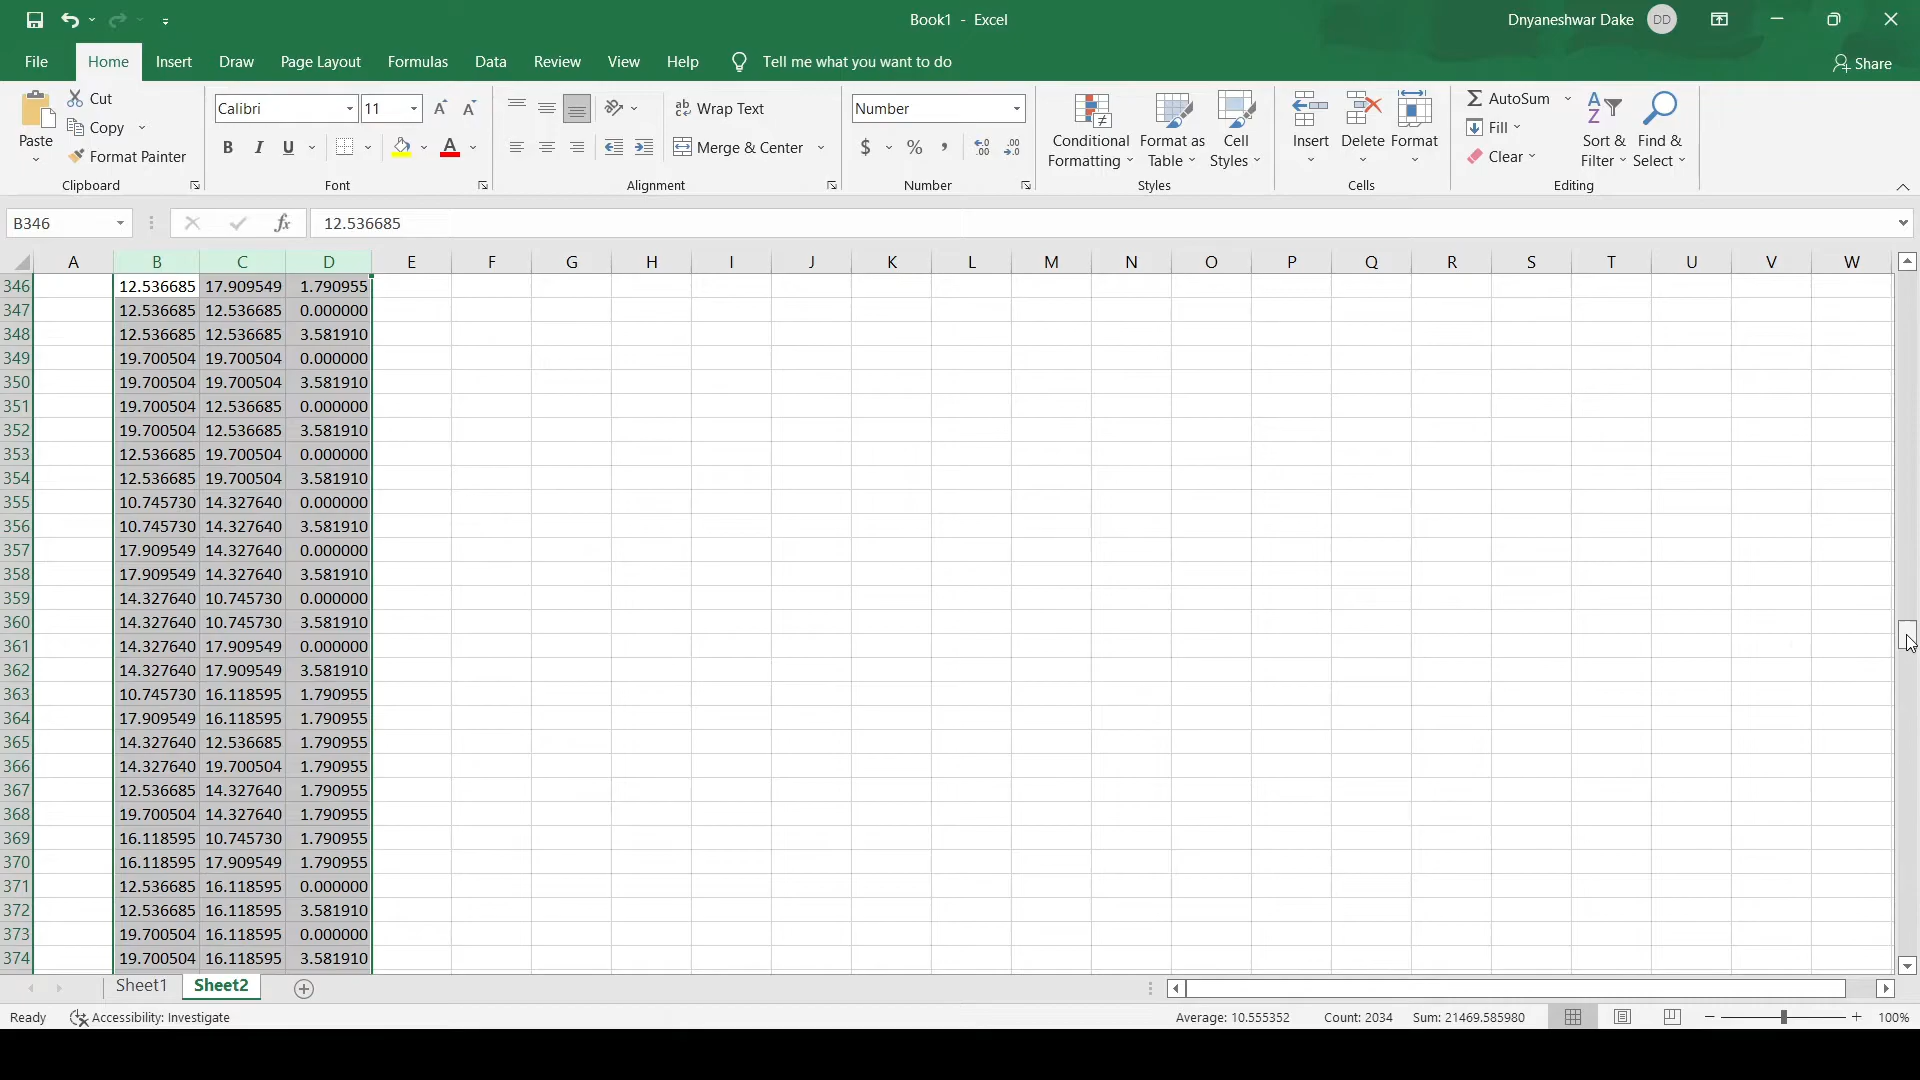 Book1 - Excel
Dnyaneshwar Dake
DD
File Home Insert Draw Page Layout Formulas Data Review View Help Tell me what you want to do
Share
Paste
Cut
Copy
Format Painter
Clipboard
Calibri 11
B I U A
Font
Wrap Text
Merge & Center
Alignment
Number
$ % ,
Number
Conditional Formatting
Format as Table
Cell Styles
Styles
Insert
Delete
Format
Cells
AutoSum
Fill
Clear
Sort & Filter
Find & Select
Editing
B346
fx
12.536685
A B C D E F G H I J K L M N O P Q R S T U V W
346 12.536685 17.909549 1.790955
347 12.536685 12.536685 0.000000
348 12.536685 12.536685 3.581910
349 19.700504 19.700504 0.000000
350 19.700504 19.700504 3.581910
351 19.700504 12.536685 0.000000
352 19.700504 12.536685 3.581910
353 12.536685 19.700504 0.000000
354 12.536685 19.700504 3.581910
355 10.745730 14.327640 0.000000
356 10.745730 14.327640 3.581910
357 17.909549 14.327640 0.000000
358 17.909549 14.327640 3.581910
359 14.327640 10.745730 0.000000
360 14.327640 10.745730 3.581910
361 14.327640 17.909549 0.000000
362 14.327640 17.909549 3.581910
363 10.745730 16.118595 1.790955
364 17.909549 16.118595 1.790955
365 14.327640 12.536685 1.790955
366 14.327640 19.700504 1.790955
367 12.536685 14.327640 1.790955
368 19.700504 14.327640 1.790955
369 16.118595 10.745730 1.790955
370 16.118595 17.909549 1.790955
371 12.536685 16.118595 0.000000
372 12.536685 16.118595 3.581910
373 19.700504 16.118595 0.000000
374 19.700504 16.118595 3.581910
Sheet1 Sheet2
Ready Accessibility: Investigate Average: 10.555352 Count: 2034 Sum: 21469.585980 100%